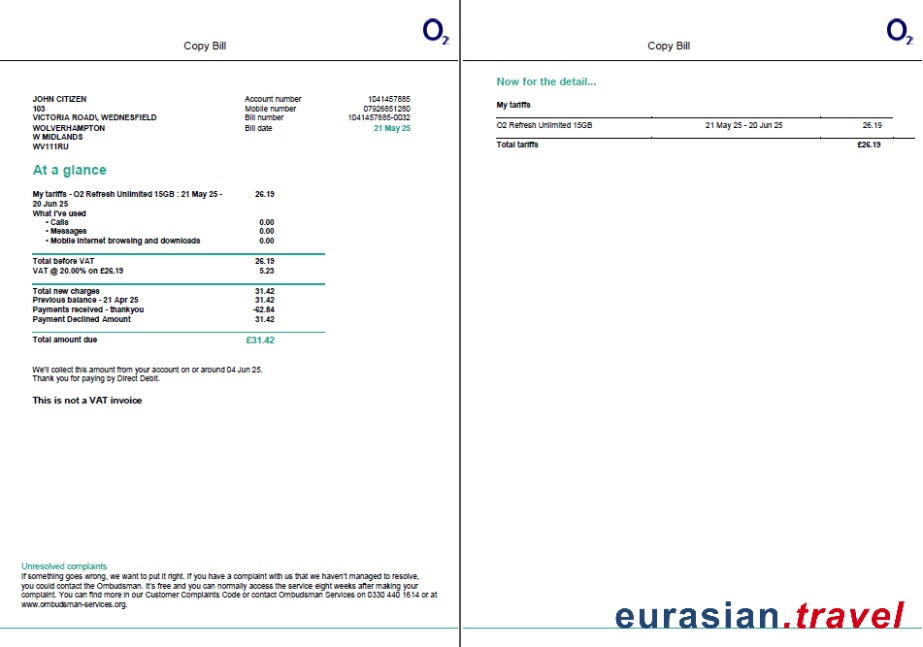 Copy Bill
O2
JOHN CITIZEN
103
VICTORIA ROAD\, WEDNESFIELD
WOLVERHAMPTON
W MIDLANDS
WV111RU
Account number 1041457885
Mobile number 07926851280
Bill number 1041457885-0032
Bill date 21 May 25
At a glance
My tariffs - O2 Refresh Unlimited 15GB : 21 May 25 - 26.19
20 Jun 25
What I've used
• Calls 0.00
• Messages 0.00
• Mobile internet browsing and downloads 0.00
Total before VAT 26.19
VAT @ 20.00% on £26.19 5.23
Total new charges 31.42
Previous balance - 21 Apr 25 31.42
Payments received - thankyou -62.84
Payment Declined Amount 31.42
Total amount due £31.42
We'll collect this amount from your account on or around 04 Jun 25.
Thank you for paying by Direct Debit.
This is not a VAT invoice
Unresolved complaints
If something goes wrong, we want to put it right. If you have a complaint with us that we haven't managed to resolve,
you could contact the Ombudsman. It's free and you can normally access the service eight weeks after making your
complaint. You can find more in our Customer Complaints Code or contact Ombudsman Services on 0330 440 1614 or at
www.ombudsman-services.org.
Copy Bill
O2
Now for the detail...
My tariffs
O2 Refresh Unlimited 15GB 21 May 25 - 20 Jun 25 26.19
Total tariffs £26.19
eurasian.travel